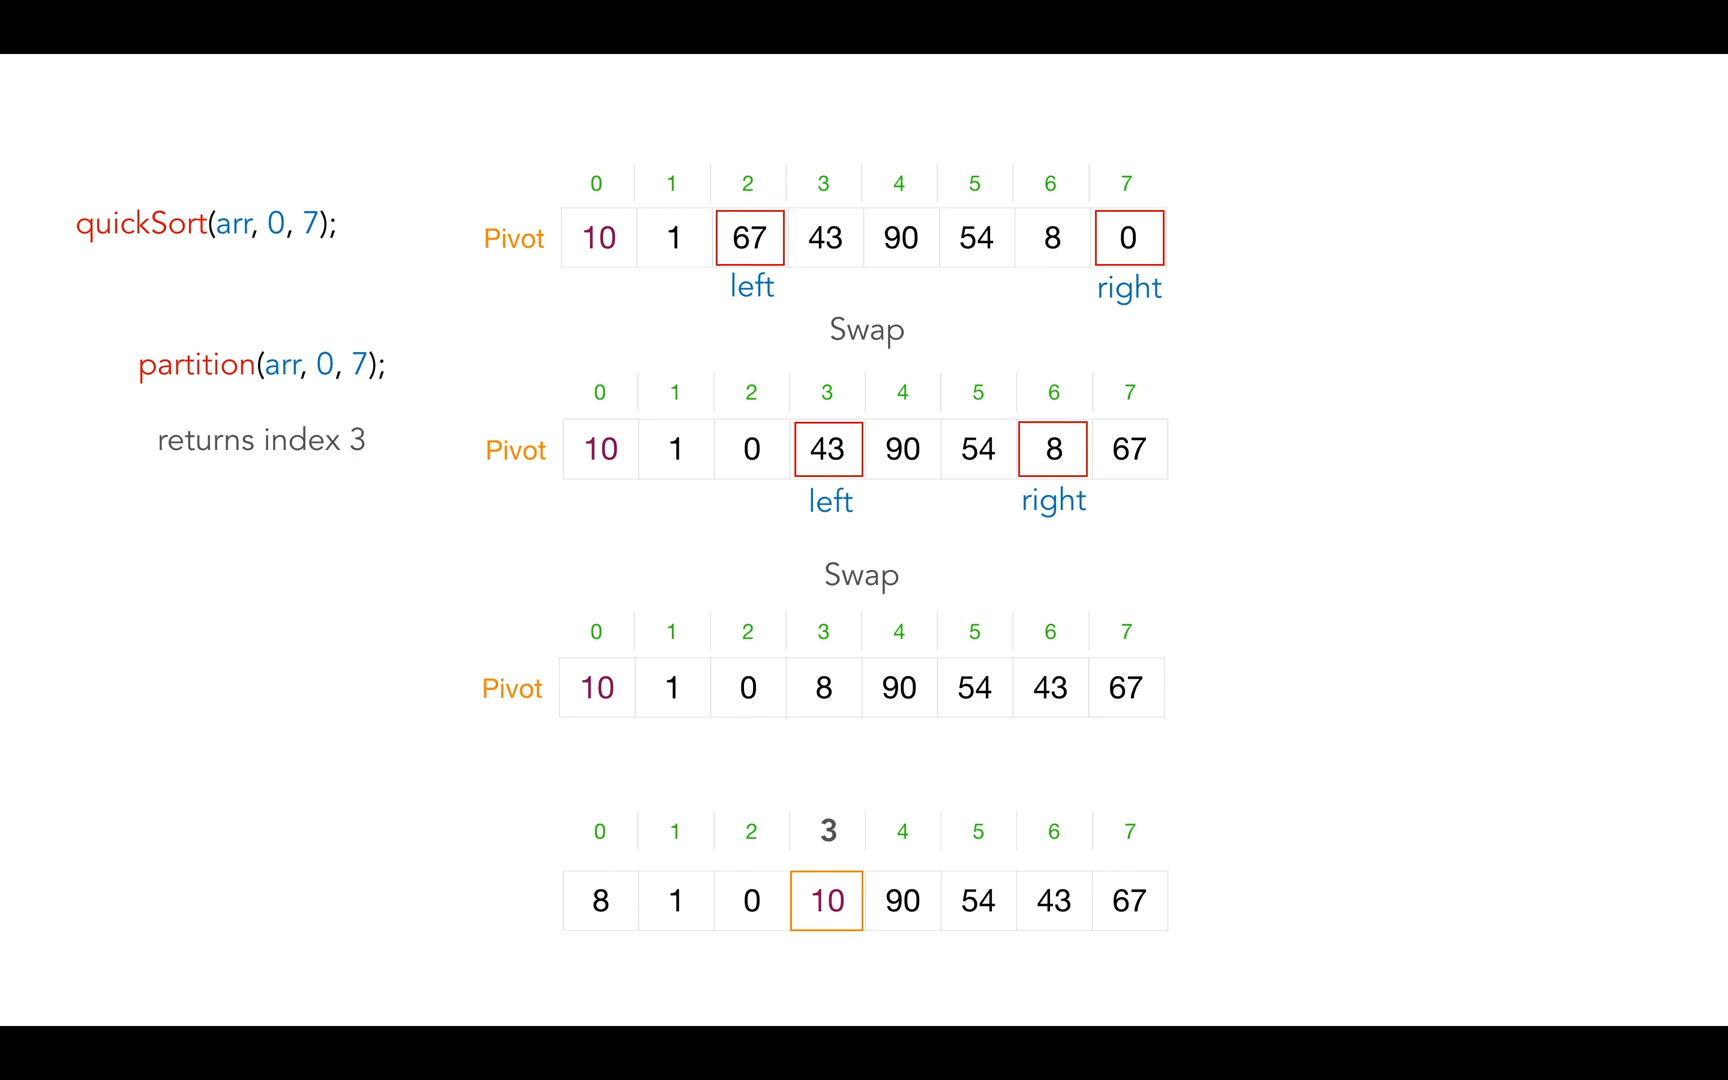 quickSort(arr, 0, 7);
0 1 2 3 4 5 6 7
Pivot 10 1 67 43 90 54 8 0
left right
Swap
partition(arr, 0, 7);
returns index 3
0 1 2 3 4 5 6 7
Pivot 10 1 0 43 90 54 8 67
left right
Swap
0 1 2 3 4 5 6 7
Pivot 10 1 0 8 90 54 43 67
0 1 2 3 4 5 6 7
8 1 0 10 90 54 43 67